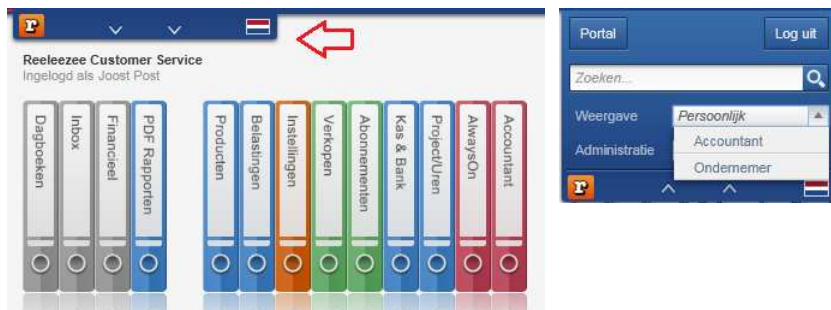 r
Reeleezee Customer Service
Ingelogd als Joost Post
Dagboeken
Inbox
Financieel
PDF Rapporten
Producten
Belastingen
Instellingen
Verkopen
Abonnementen
Kas & Bank
Project/Uren
AlwaysOn
Accountant
Portal
Log uit
Zoeken...
Weergave Persoonlijk
Accountant
Administratie
Ondernemer
r